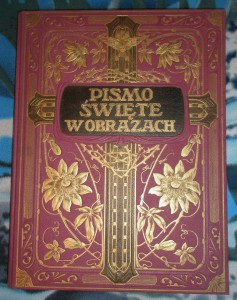 PISMO
ŚWIĘTE
W OBRAZACH